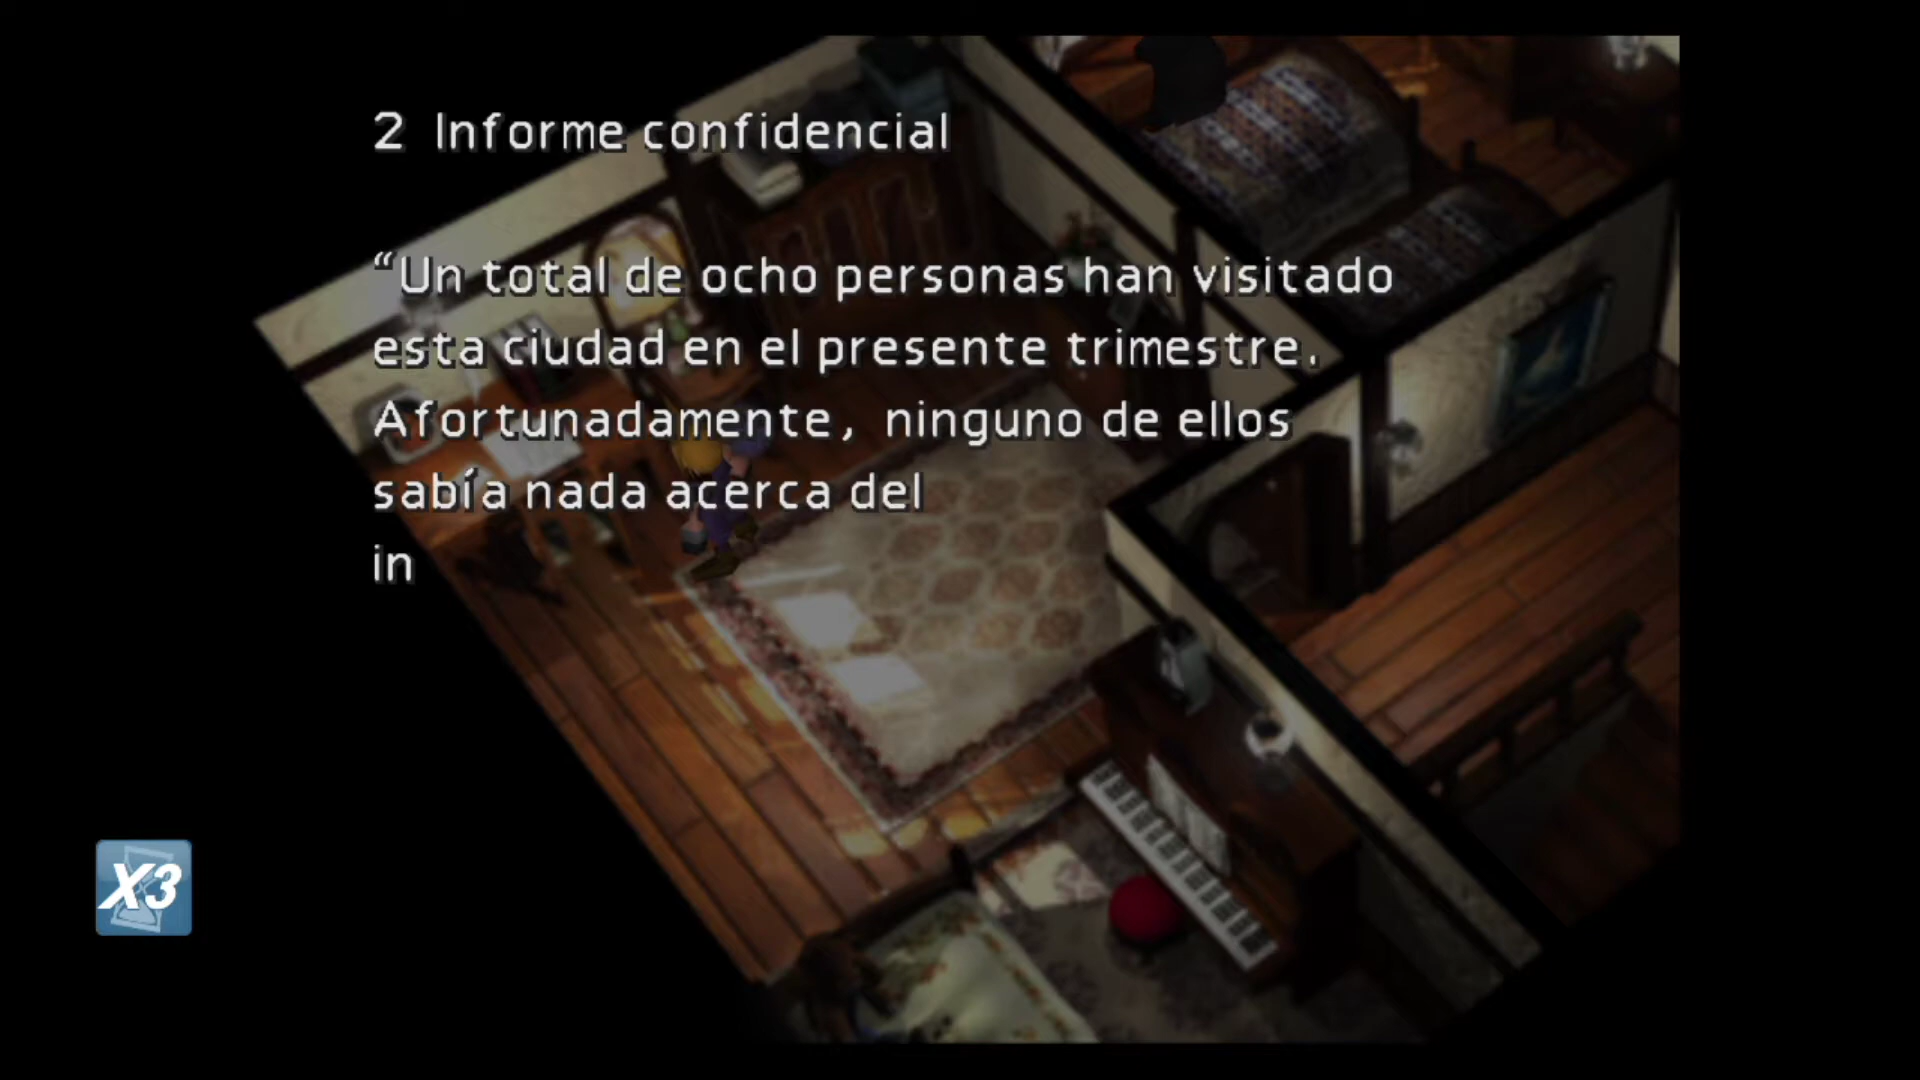 2 Informe confidencial
“Un total de ocho personas han visitado
esta ciudad en el presente trimestre.
Afortunadamente, ninguno de ellos
sabía nada acerca del
in
X3